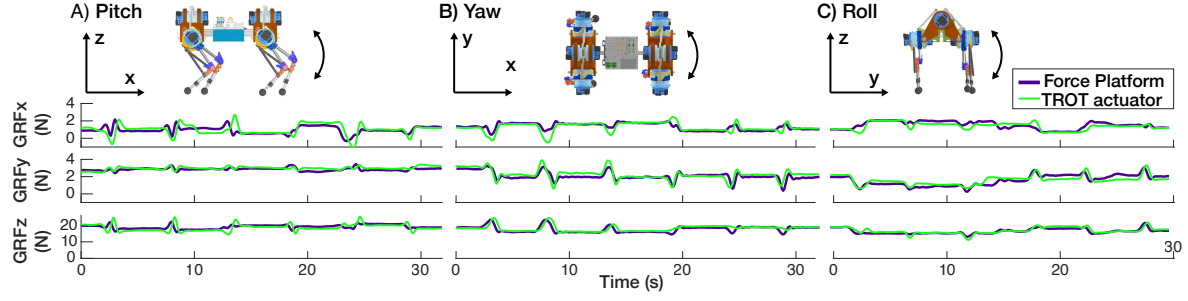 A) Pitch
z
x
B) Yaw
y
x
C) Roll
z
y
Force Platform
TROT actuator
GRFx
(N)
4
2
0
GRFy
(N)
4
2
0
GRFz
(N)
20
10
0
0 10 20 30
0 10 20 30
0 10 20 30
Time (s)